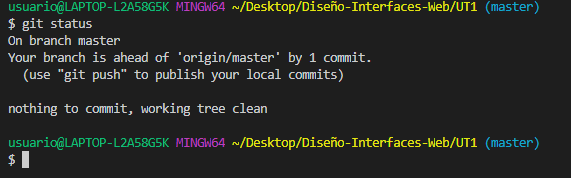 usuario@LAPTOP-L2A58G5K MINGW64 ~/Desktop/Diseño-Interfaces-Web/UT1 (master)
$ git status
On branch master
Your branch is ahead of 'origin/master' by 1 commit.
  (use "git push" to publish your local commits)

nothing to commit, working tree clean

usuario@LAPTOP-L2A58G5K MINGW64 ~/Desktop/Diseño-Interfaces-Web/UT1 (master)
$